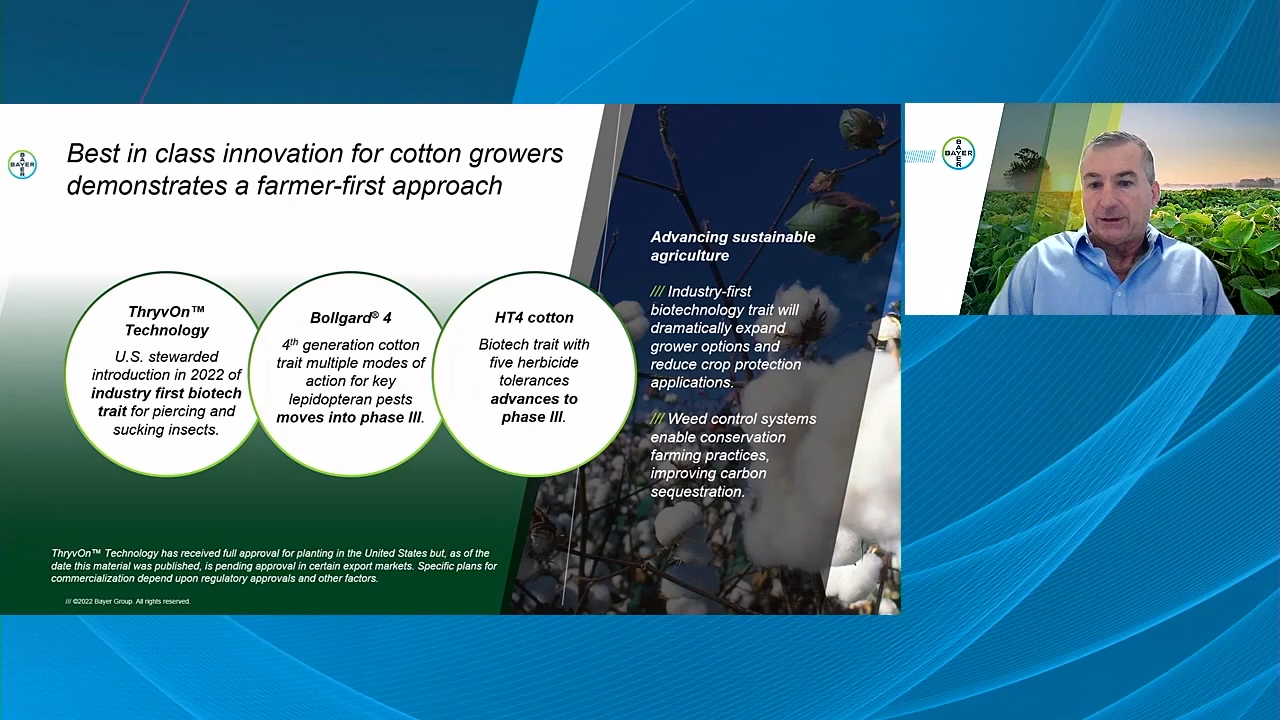 Best in class innovation for cotton growers
demonstrates a farmer-first approach
BAYER
BAYER
ThryvOn™
Technology
U.S. stewarded
introduction in 2022 of
industry first biotech
trait for piercing and
sucking insects.
Bollgard® 4
4th generation cotton
trait multiple modes of
action for key
lepidopteran pests
moves into phase III.
HT4 cotton
Biotech trait with
five herbicide
tolerances
advances to
phase III.
Advancing sustainable
agriculture
/// Industry-first
biotechnology trait will
dramatically expand
grower options and
reduce crop protection
applications.
/// Weed control systems
enable conservation
farming practices,
improving carbon
sequestration.
ThryvOn™ Technology has received full approval for planting in the United States but, as of the
date this material was published, is pending approval in certain export markets. Specific plans for
commercialization depend upon regulatory approvals and other factors.
/// ©2022 Bayer Group. All rights reserved.
BAYER
BAYER